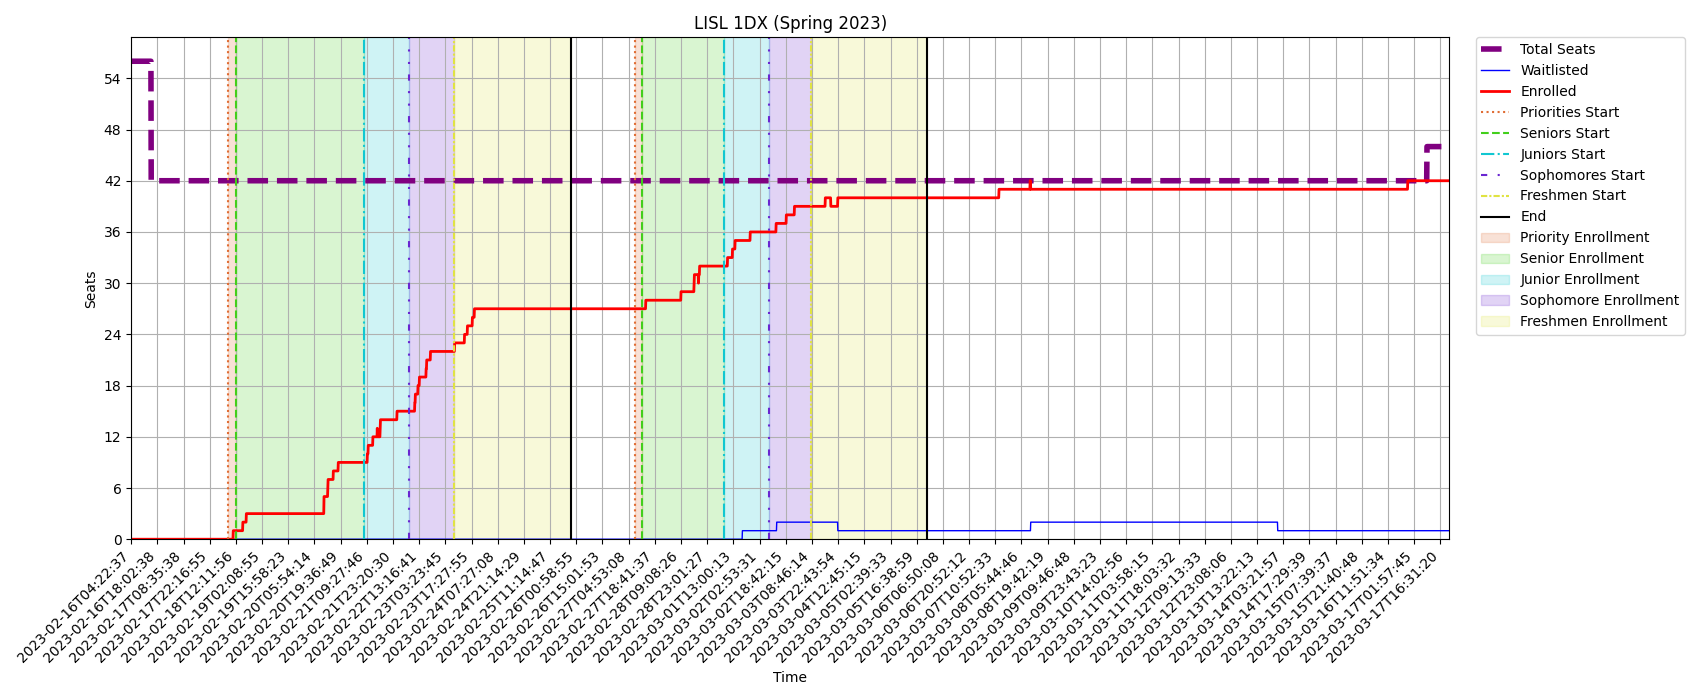 LISL 1DX (Spring 2023)
Seats
54
48
42
36
30
24
18
12
6
0
2023-02-16T04:22:37
2023-02-16T18:02:38
2023-02-17T08:35:38
2023-02-17T22:16:55
2023-02-18T12:11:56
2023-02-19T02:08:55
2023-02-19T15:58:23
2023-02-20T05:54:14
2023-02-20T19:36:49
2023-02-21T09:27:46
2023-02-21T23:20:30
2023-02-22T13:16:41
2023-02-23T03:23:45
2023-02-23T17:27:55
2023-02-24T07:27:08
2023-02-24T21:14:29
2023-02-25T11:14:47
2023-02-26T00:58:55
2023-02-26T15:01:53
2023-02-27T04:53:08
2023-02-27T18:41:37
2023-02-28T09:08:26
2023-02-28T23:01:27
2023-03-01T13:00:13
2023-03-02T02:53:31
2023-03-02T18:42:15
2023-03-03T08:46:14
2023-03-03T22:43:54
2023-03-04T12:45:15
2023-03-05T02:39:33
2023-03-05T16:38:59
2023-03-06T06:50:08
2023-03-06T20:52:12
2023-03-07T10:52:33
2023-03-08T05:44:46
2023-03-08T19:42:19
2023-03-09T09:46:48
2023-03-09T23:43:23
2023-03-10T14:02:56
2023-03-11T03:58:15
2023-03-11T18:03:32
2023-03-12T09:13:33
2023-03-12T23:08:06
2023-03-13T13:22:13
2023-03-14T03:21:57
2023-03-14T17:29:39
2023-03-15T07:39:37
2023-03-15T21:40:48
2023-03-16T11:51:34
2023-03-17T01:57:45
2023-03-17T16:31:20
Time
Total Seats
Waitlisted
Enrolled
Priorities Start
Seniors Start
Juniors Start
Sophomores Start
Freshmen Start
End
Priority Enrollment
Senior Enrollment
Junior Enrollment
Sophomore Enrollment
Freshmen Enrollment